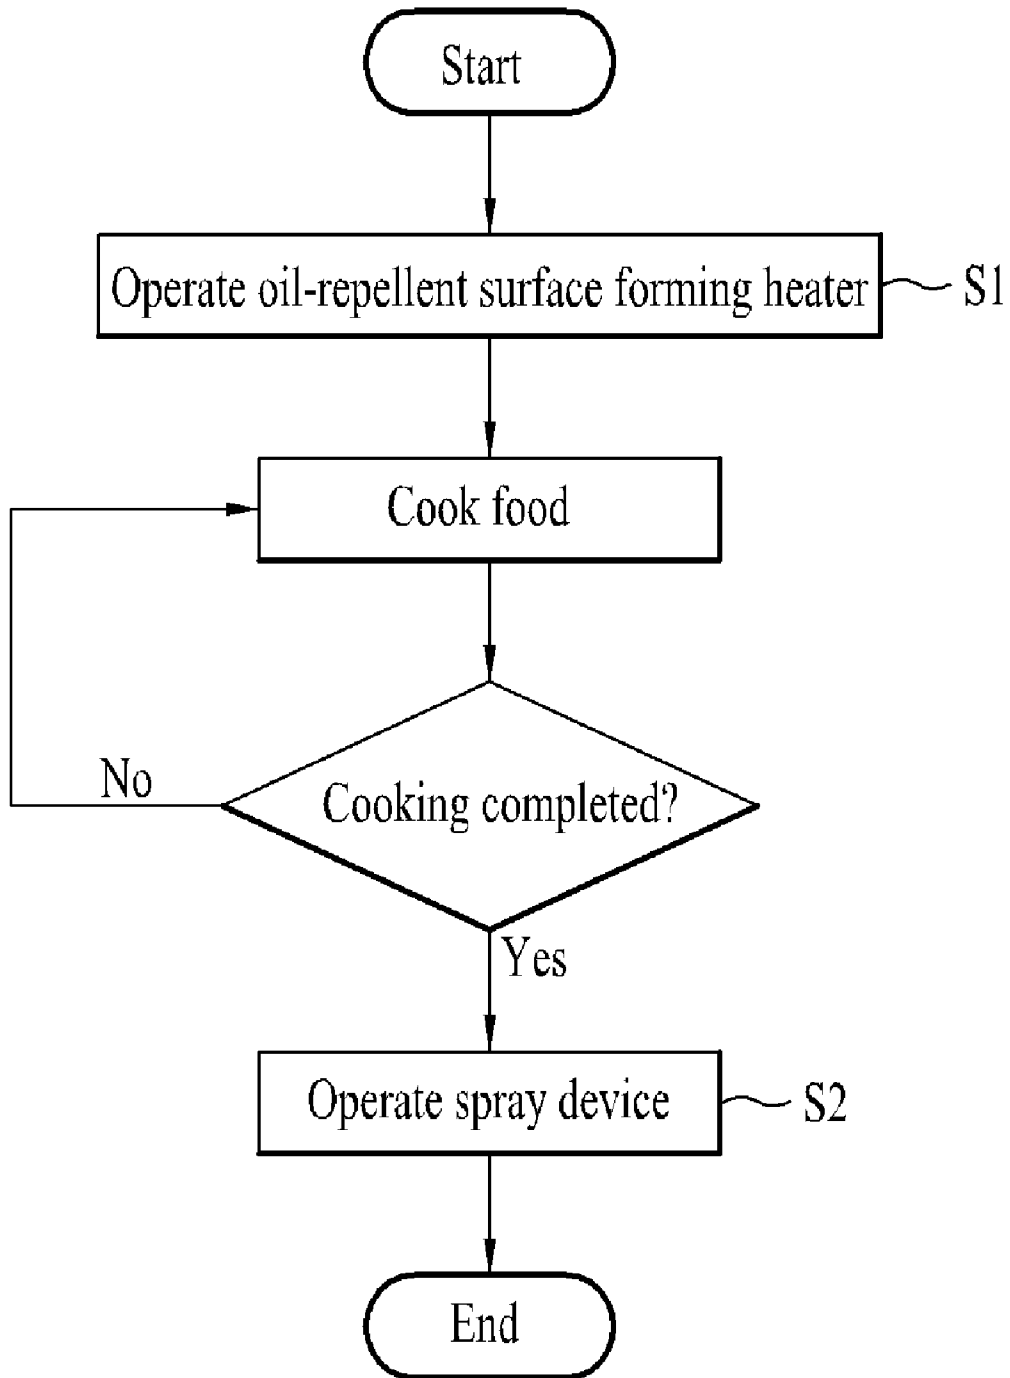 Start
Operate oil-repellent surface forming heater
S1
Cook food
No
Cooking completed?
Yes
Operate spray device
S2
End